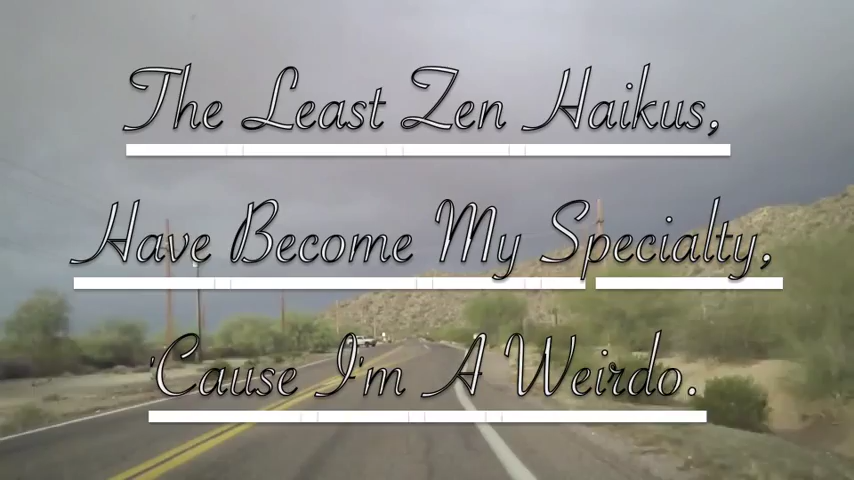 The Least Zen Haikus,
Have Become My Specialty,
'Cause I'm A Weirdo.